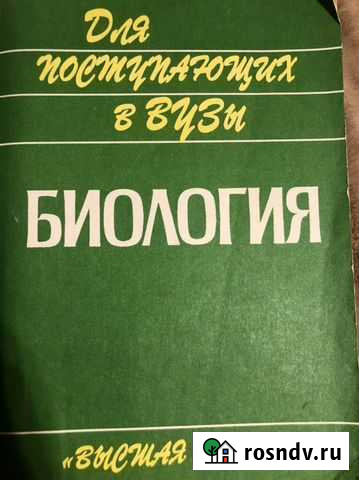 Для
поступающих
в вузы
БИОЛОГИЯ
«ВЫСШАЯ
rosndv.ru